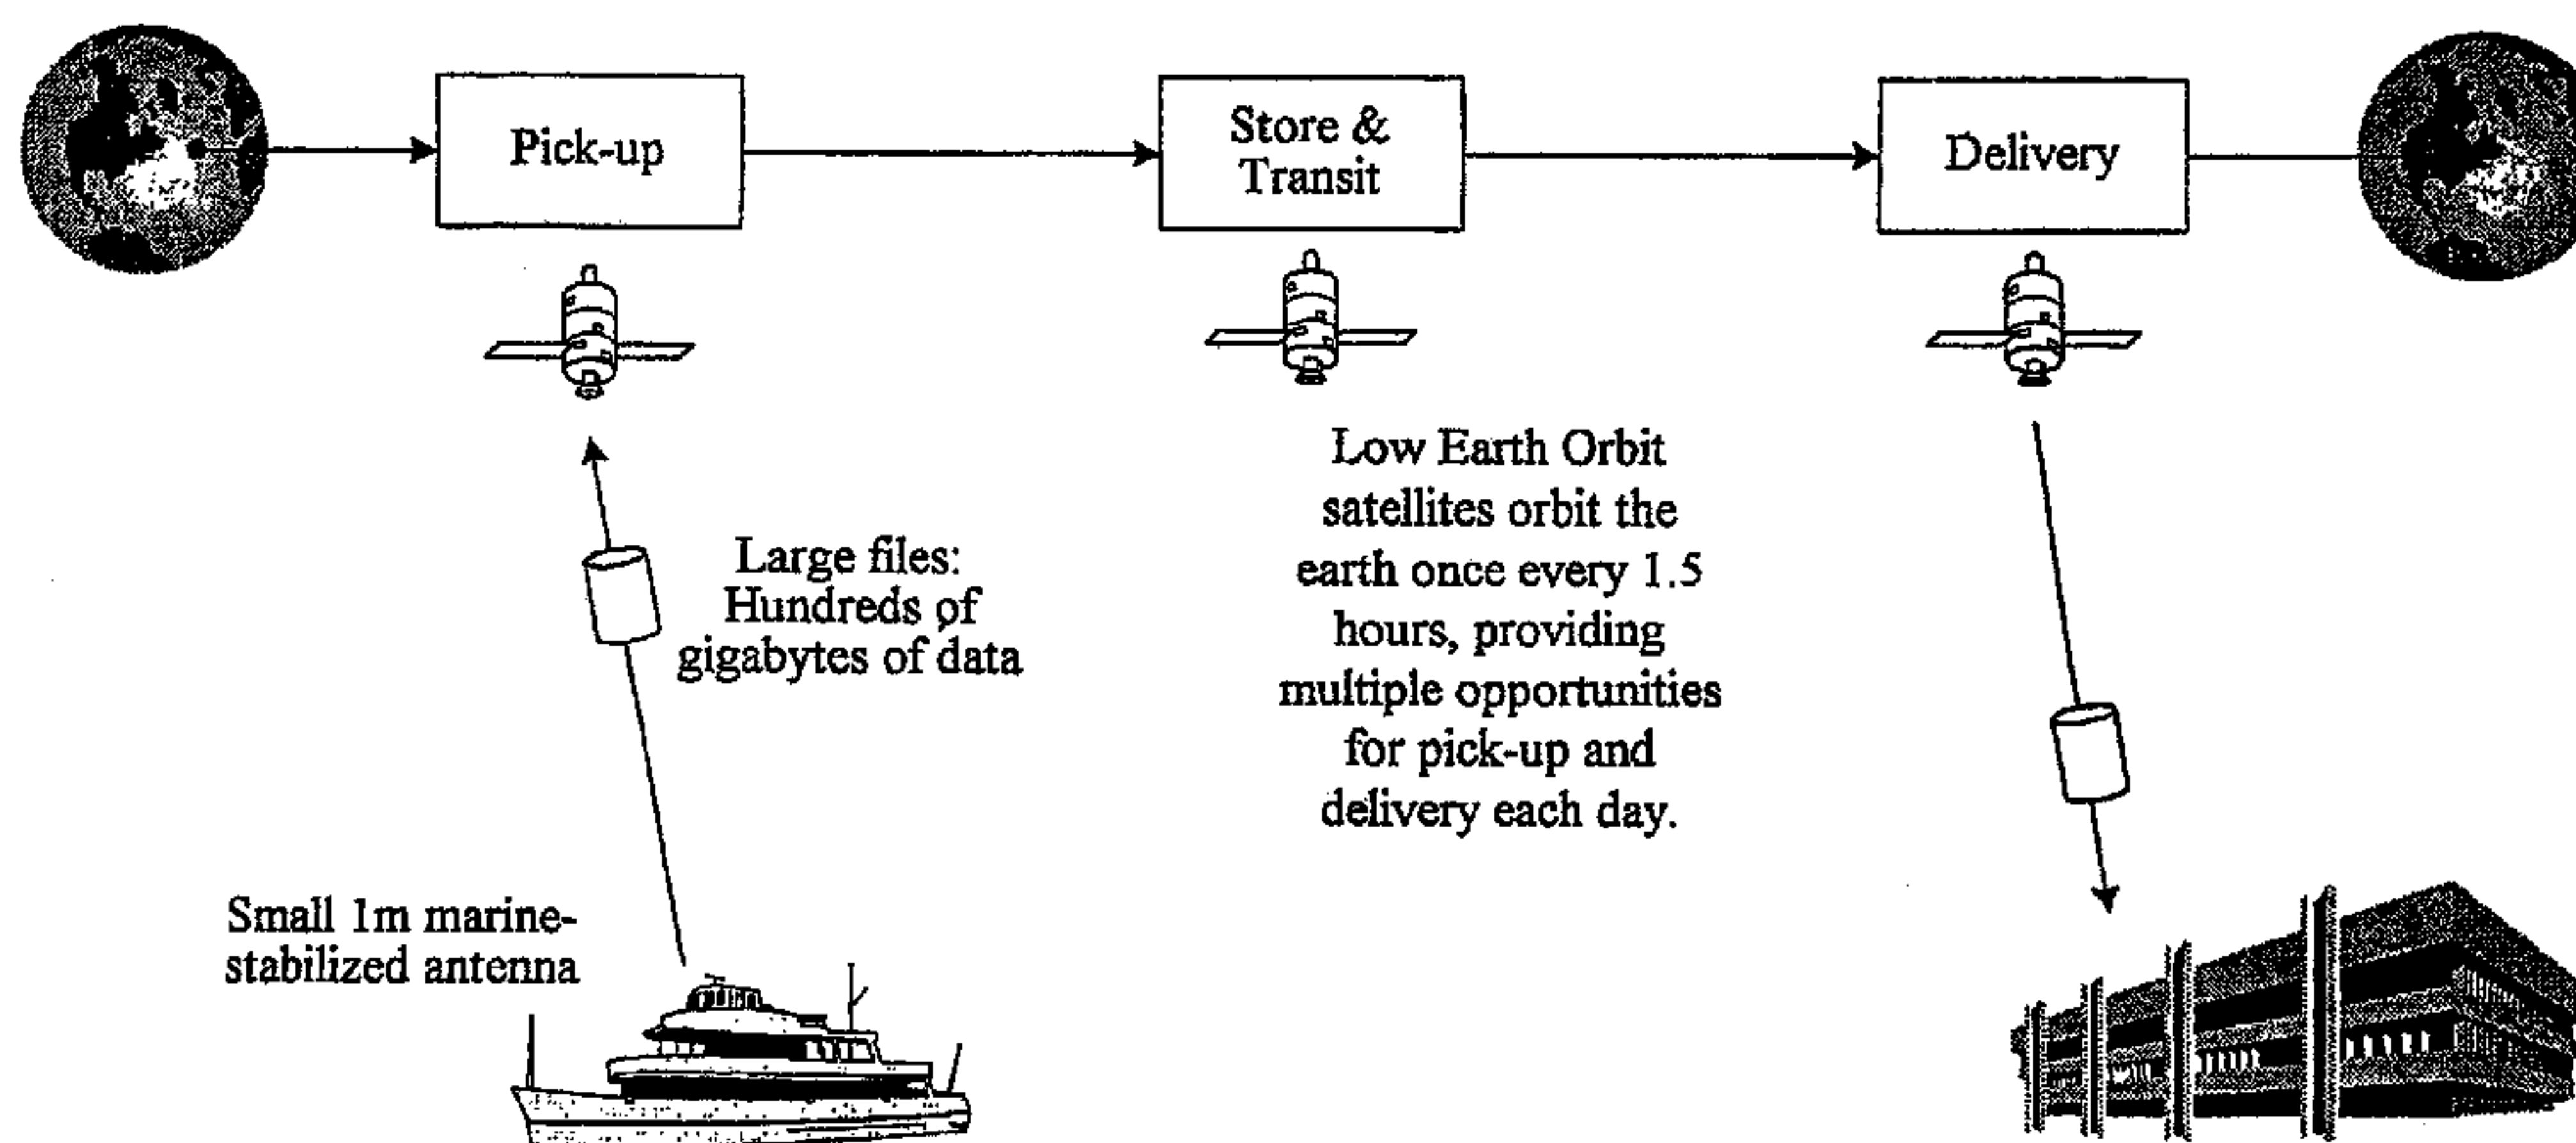 Pick-up
Store &
Transit
Delivery
Large files:
Hundreds of
gigabytes of data
Low Earth Orbit
satellites orbit the
earth once every 1.5
hours, providing
multiple opportunities
for pick-up and
delivery each day.
Small 1m marine-
stabilized antenna